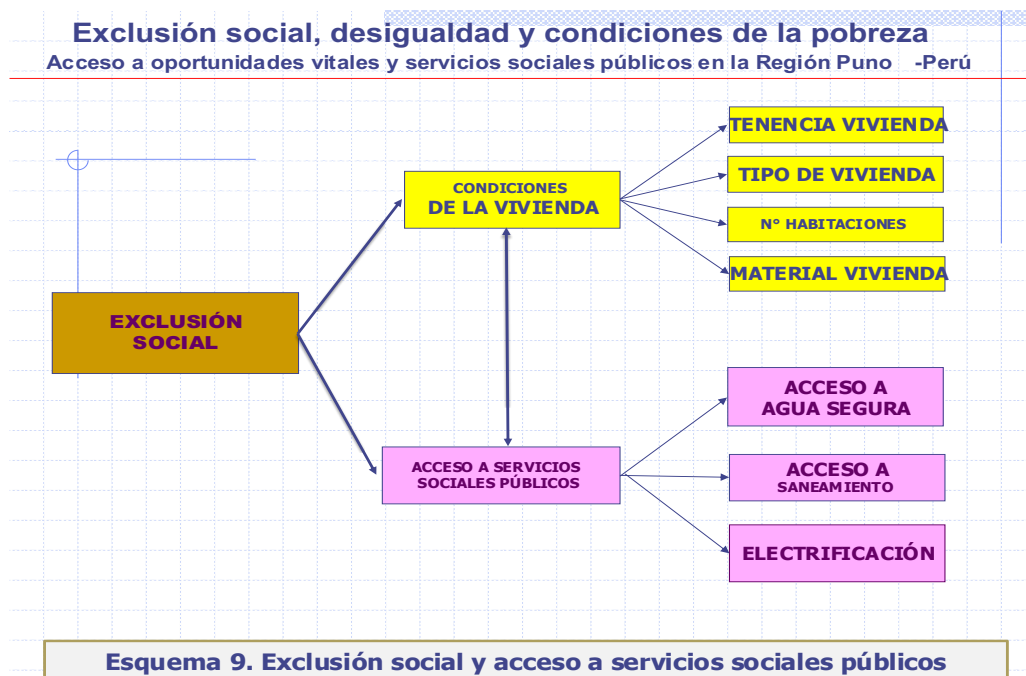 Exclusión social, desigualdad y condiciones de la pobreza
Acceso a oportunidades vitales y servicios sociales públicos en la Región Puno -Perú
TENENCIA VIVIENDA
TIPO DE VIVIENDA
CONDICIONES
DE LA VIVIENDA
N° HABITACIONES
MATERIAL VIVIENDA
EXCLUSIÓN
SOCIAL
ACCESO A
AGUA SEGURA
ACCESO A SERVICIOS
SOCIALES PÚBLICOS
ACCESO A
SANEAMIENTO
ELECTRIFICACIÓN
Esquema 9. Exclusión social y acceso a servicios sociales públicos